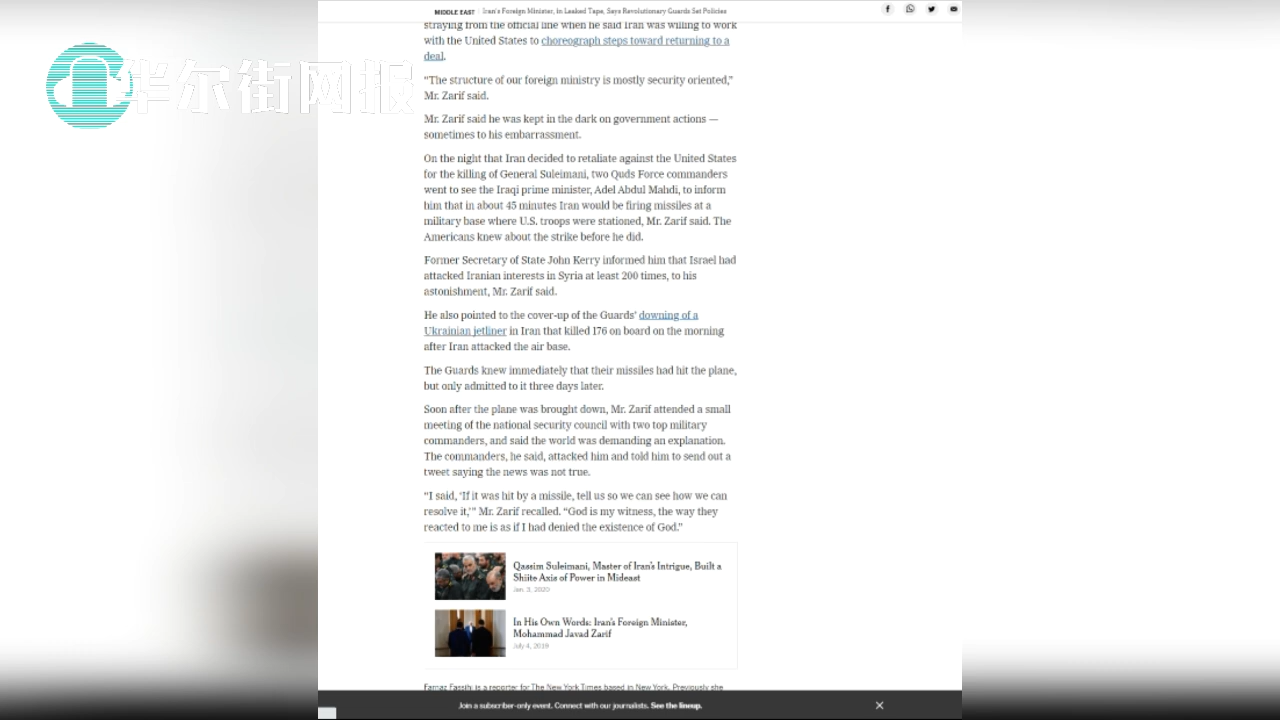 MIDDLE EAST Iran's Foreign Minister, in Leaked Tape, Says Revolutionary Guards Set Policies
华尔街网报
straying from the official line when he said Iran was willing to work
with the United States to choreograph steps toward returning to a
deal.
“The structure of our foreign ministry is mostly security oriented,”
Mr. Zarif said.
Mr. Zarif said he was kept in the dark on government actions —
sometimes to his embarrassment.
On the night that Iran decided to retaliate against the United States
for the killing of General Suleimani, two Quds Force commanders
went to see the Iraqi prime minister, Adel Abdul Mahdi, to inform
him that in about 45 minutes Iran would be firing missiles at a
military base where U.S. troops were stationed, Mr. Zarif said. The
Americans knew about the strike before he did.
Former Secretary of State John Kerry informed him that Israel had
attacked Iranian interests in Syria at least 200 times, to his
astonishment, Mr. Zarif said.
He also pointed to the cover-up of the Guards’ downing of a
Ukrainian jetliner in Iran that killed 176 on board on the morning
after Iran attacked the air base.
The Guards knew immediately that their missiles had hit the plane,
but only admitted to it three days later.
Soon after the plane was brought down, Mr. Zarif attended a small
meeting of the national security council with two top military
commanders, and said the world was demanding an explanation.
The commanders, he said, attacked him and told him to send out a
tweet saying the news was not true.
“I said, ‘If it was hit by a missile, tell us so we can see how we can
resolve it,’” Mr. Zarif recalled. “God is my witness, the way they
reacted to me is as if I had denied the existence of God.”
Qassim Suleimani, Master of Iran’s Intrigue, Built a
Shiite Axis of Power in Mideast
Jan. 3, 2020
In His Own Words: Iran’s Foreign Minister,
Mohammad Javad Zarif
July 4, 2019
Farnaz Fassihi is a reporter for The New York Times based in New York. Previously she
Join a subscriber-only event. Connect with our journalists. See the lineup.